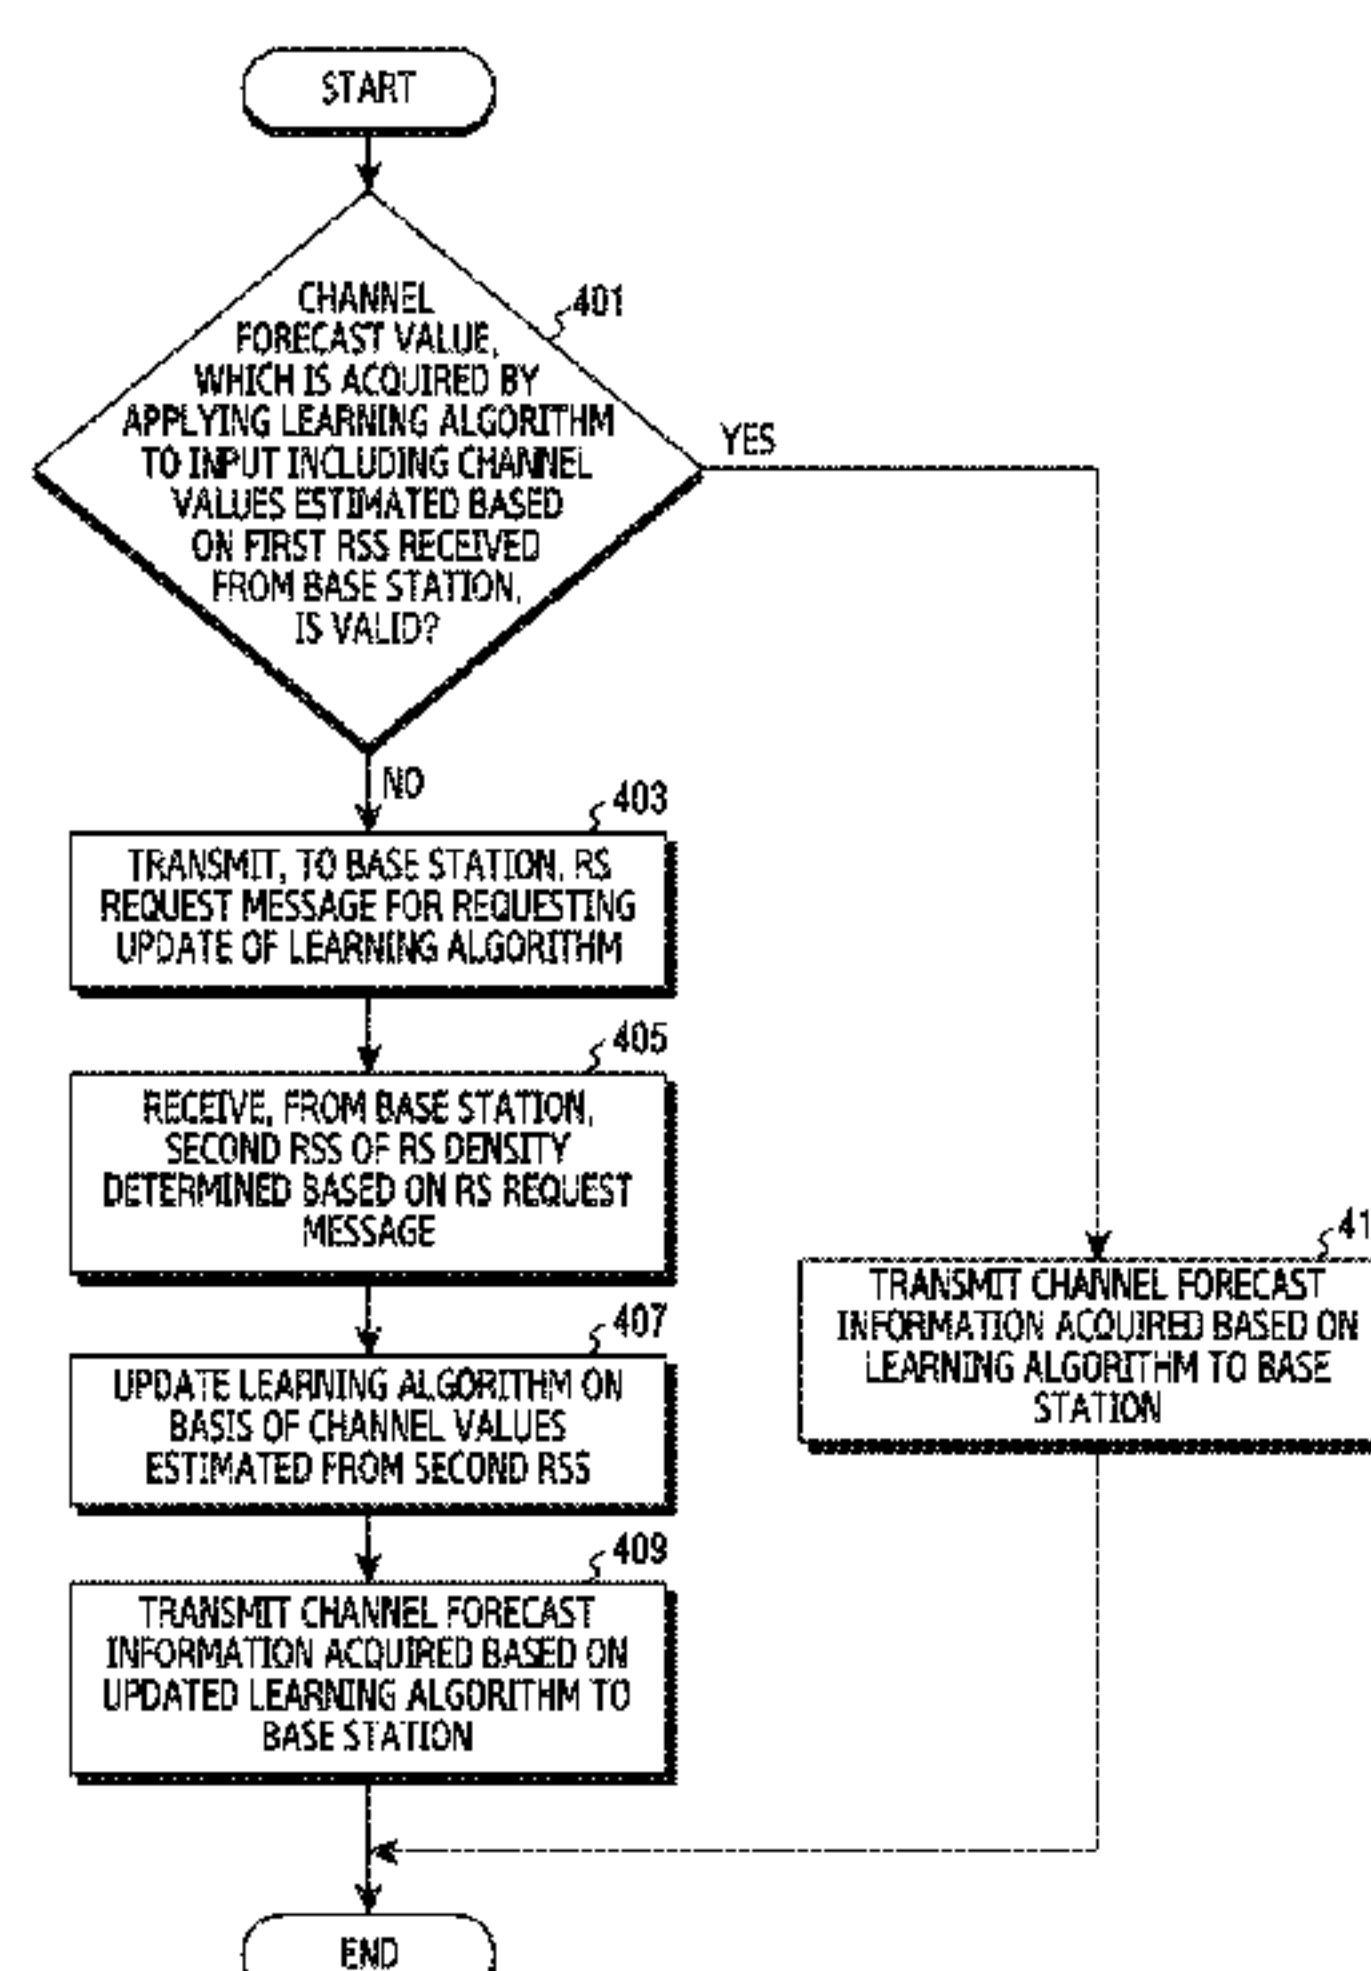 START
CHANNEL
FORECAST VALUE,
WHICH IS ACQUIRED BY
APPLYING LEARNING ALGORITHM
TO INPUT INCLUDING CHANNEL
VALUES ESTIMATED BASED
ON FIRST RSS RECEIVED
FROM BASE STATION,
IS VALID?
401
YES
NO
403
TRANSMIT, TO BASE STATION, RS
REQUEST MESSAGE FOR REQUESTING
UPDATE OF LEARNING ALGORITHM
405
RECEIVE, FROM BASE STATION,
SECOND RSS OF RS DENSITY
DETERMINED BASED ON RS REQUEST
MESSAGE
41
TRANSMIT CHANNEL FORECAST
INFORMATION ACQUIRED BASED ON
LEARNING ALGORITHM TO BASE
STATION
407
UPDATE LEARNING ALGORITHM ON
BASIS OF CHANNEL VALUES
ESTIMATED FROM SECOND RSS
409
TRANSMIT CHANNEL FORECAST
INFORMATION ACQUIRED BASED ON
UPDATED LEARNING ALGORITHM TO
BASE STATION
END